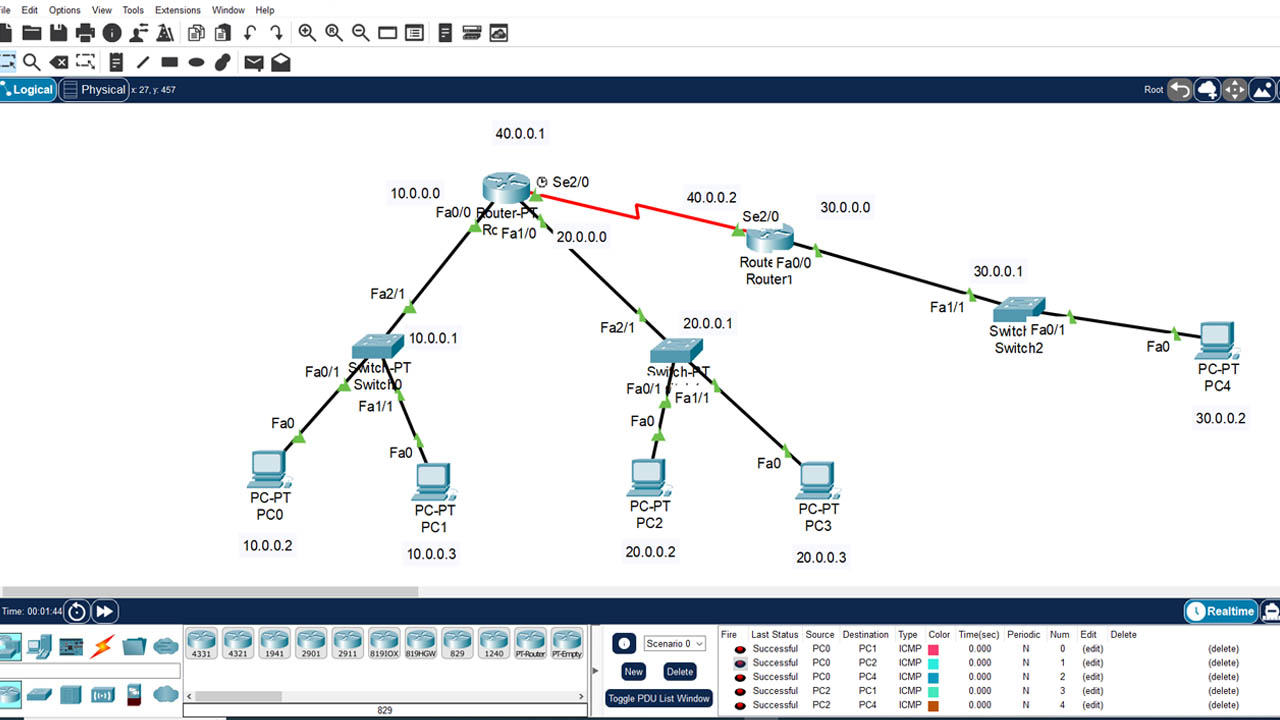 ile Edit Options View Tools Extensions Window Help
Logical Physical x: 27, y: 457 Root
40.0.0.1
10.0.0.0 Se2/0 40.0.0.2 30.0.0.0
Fa0/0 Router-PT Se2/0
Fa1/0 20.0.0.0
Fa0/0
Router1
30.0.0.1
Fa2/1 Fa1/1
Fa2/1 20.0.0.1 Fa0/1
10.0.0.1 Switch2 Fa0
Switch-PT Switch-PT PC-PT
Fa0/1 Switch0 Fa0/1 Fa1/1 PC4
Fa1/1 30.0.0.2
Fa0 Fa0 Fa0 Fa0
PC-PT PC-PT PC-PT PC-PT
PC0 PC1 PC2 PC3
10.0.0.2 10.0.0.3 20.0.0.2 20.0.0.3
Time: 00:01:44 Realtime
4331 4321 1941 2901 2911 819IOX 819HGW 829 1240 PT-Router PT-Empty
829
Scenario 0
New Delete
Toggle PDU List Window
Fire Last Status Source Destination Type Color Time(sec) Periodic Num Edit Delete
Successful PC0 PC1 ICMP 0.000 N 0 (edit) (delete)
Successful PC0 PC2 ICMP 0.000 N 1 (edit) (delete)
Successful PC0 PC4 ICMP 0.000 N 2 (edit) (delete)
Successful PC2 PC1 ICMP 0.000 N 3 (edit) (delete)
Successful PC2 PC4 ICMP 0.000 N 4 (edit) (delete)